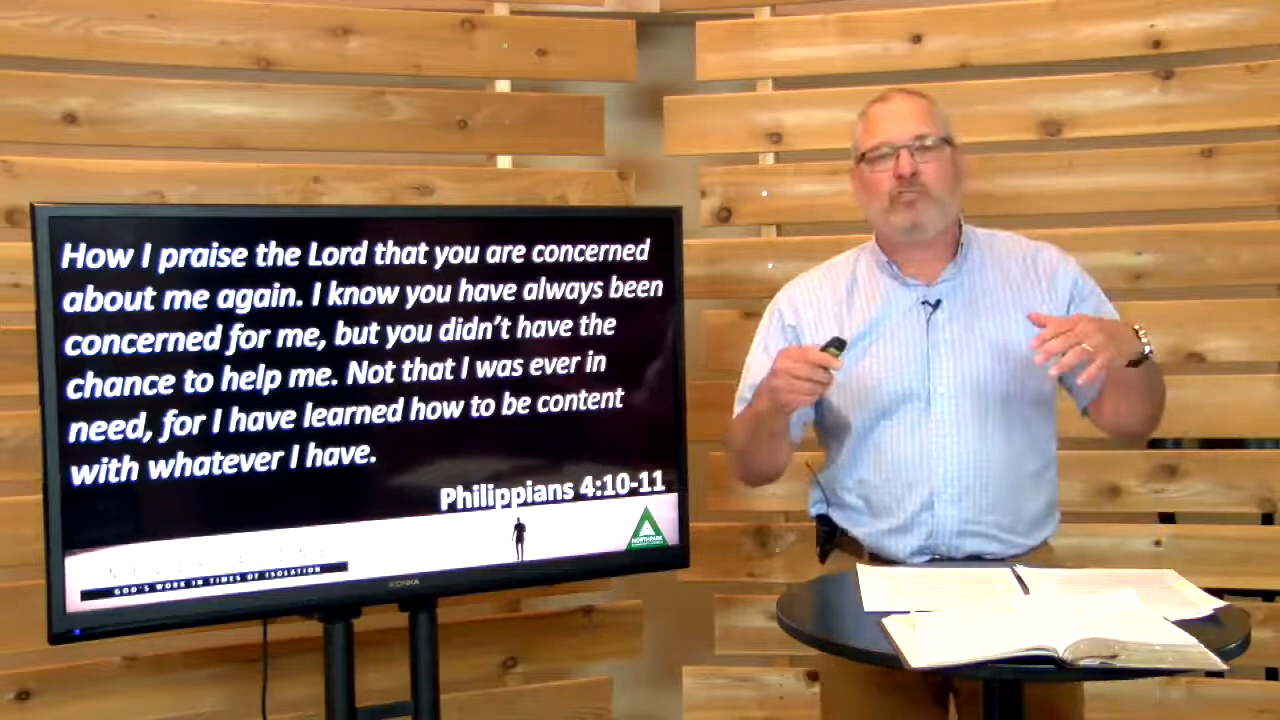 How I praise the Lord that you are concerned
about me again. I know you have always been
concerned for me, but you didn't have the
chance to help me. Not that I was ever in
need, for I have learned how to be content
with whatever I have.
Philippians 4:10-11
NORTHPARK
GOD'S WORK IN TIMES OF ISOLATION
KONKA